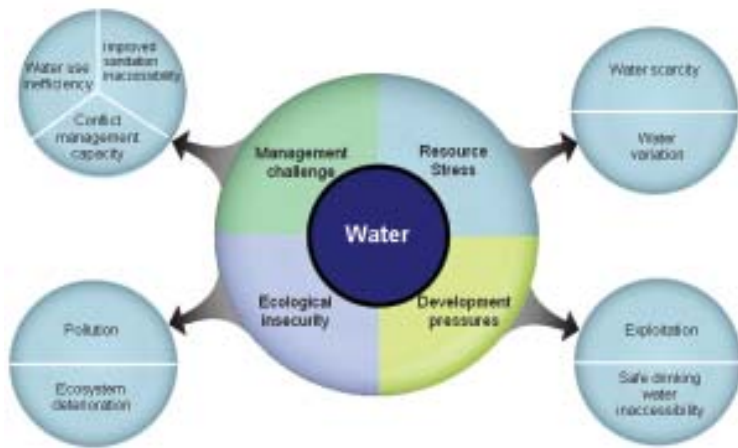 Water use
inefficiency
Improved
sanitation
inaccessibility
Conflict
management
capacity
Water scarcity
Water
variation
Management
challenge
Resource
Stress
Water
Ecological
insecurity
Development
pressures
Pollution
Ecosystem
deterioration
Exploitation
Safe drinking
water
inaccessibility